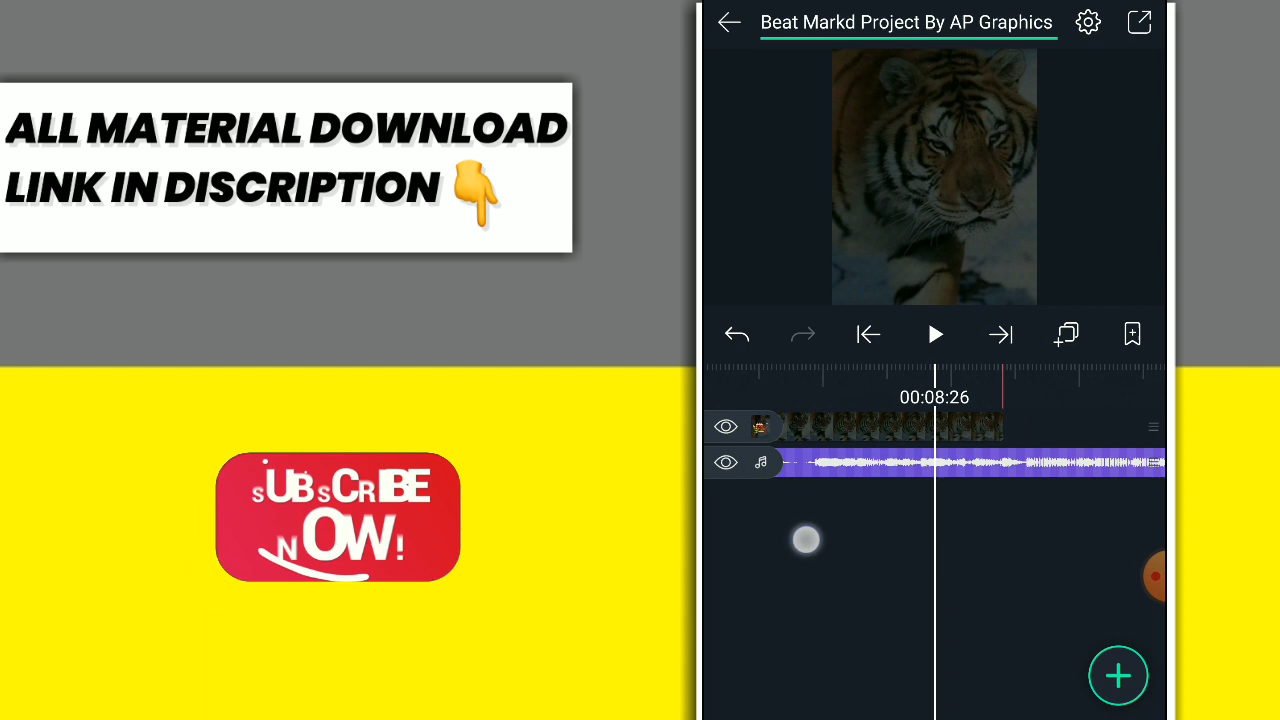 Beat Markd Project By AP Graphics
ALL MATERIAL DOWNLOAD
LINK IN DISCRIPTION 👇
00:08:26
SUBSCRIBE
NOW!